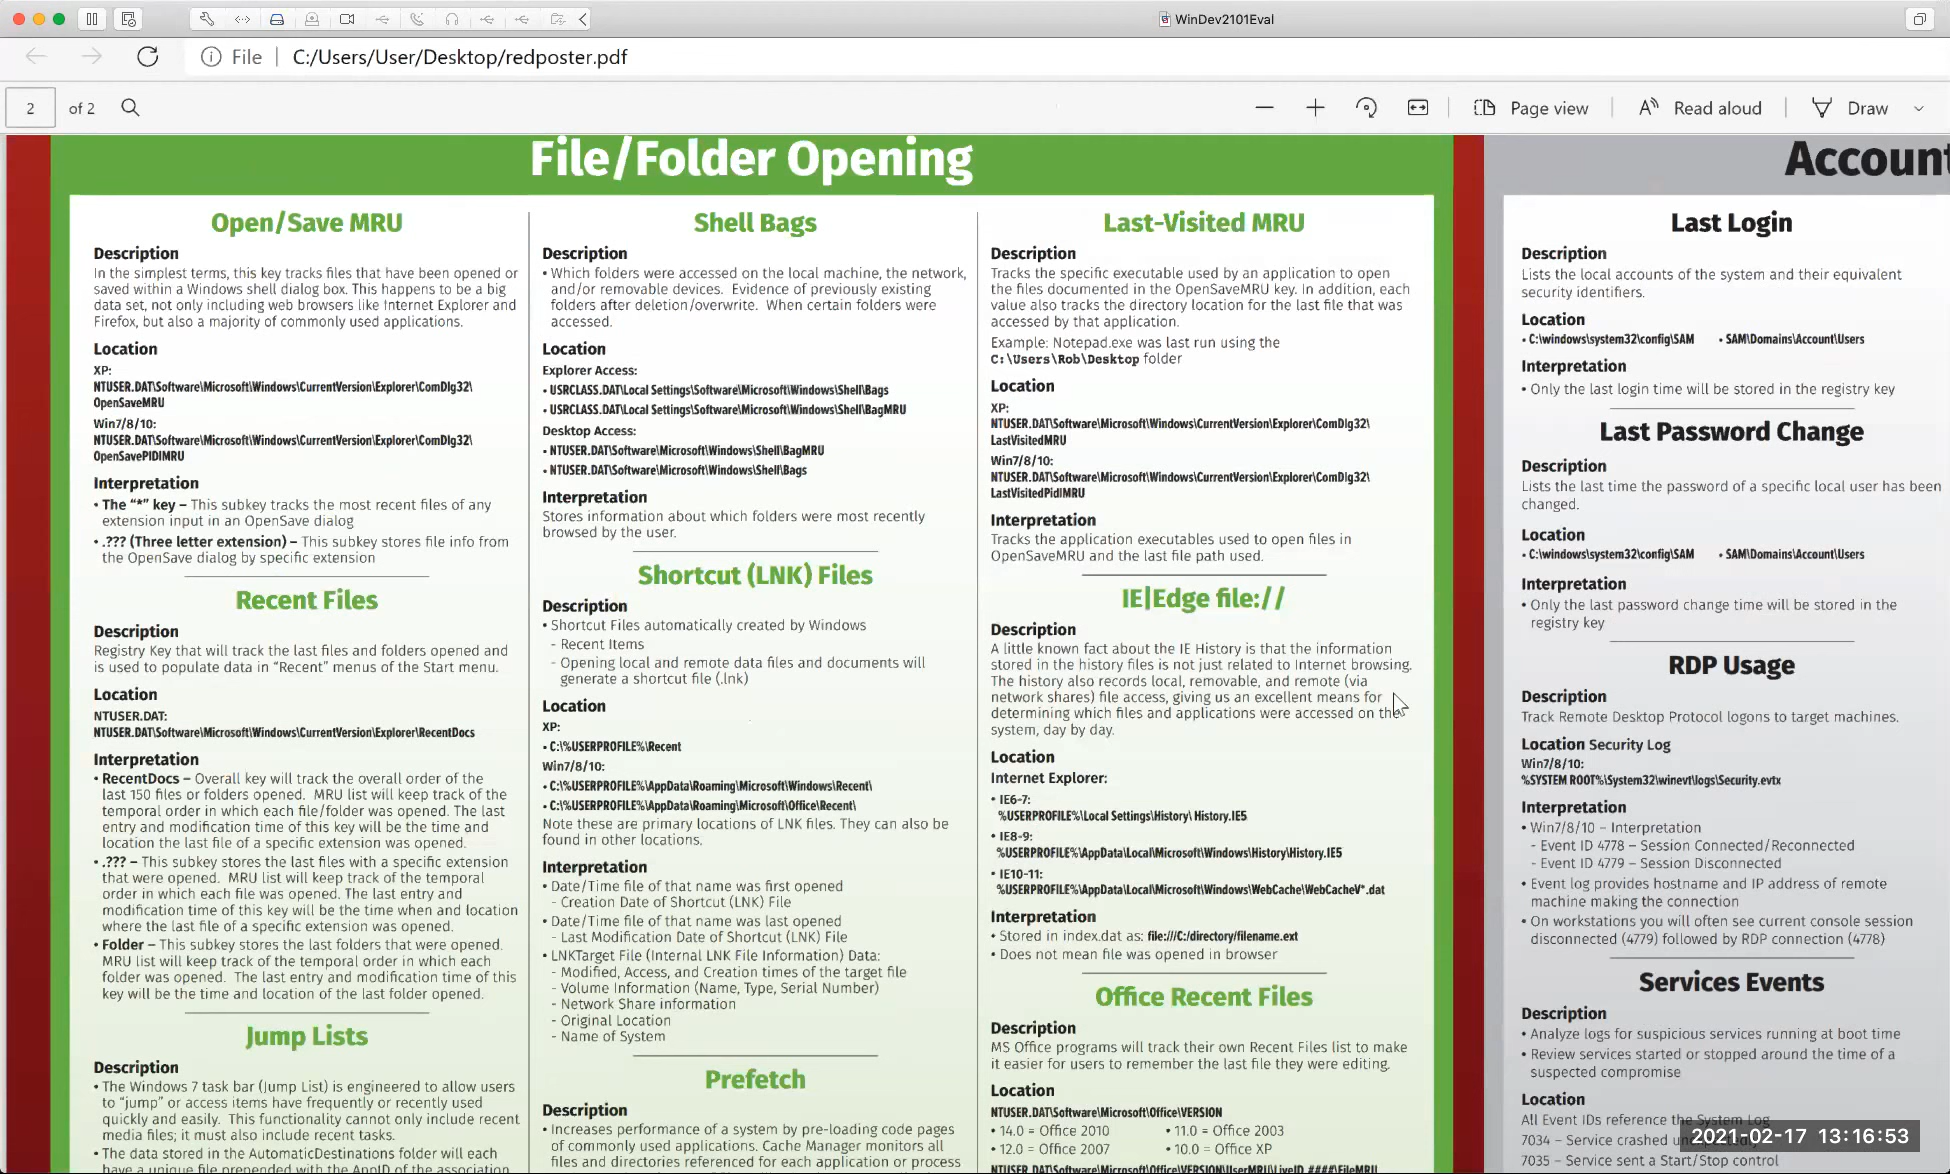 WinDev2101Eval
File
C:/Users/User/Desktop/redposter.pdf
2
of 2
Page view
Read aloud
Draw
File/Folder Opening
Open/Save MRU
Description
In the simplest terms, this key tracks files that have been opened or
saved within a Windows shell dialog box. This happens to be a big
data set, not only including web browsers like Internet Explorer and
Firefox, but also a majority of commonly used applications.
Location
XP:
NTUSER.DAT\Software\Microsoft\Windows\CurrentVersion\Explorer\ComDlg32\
OpenSaveMRU
Win7/8/10:
NTUSER.DAT\Software\Microsoft\Windows\CurrentVersion\Explorer\ComDlg32\
OpenSavePIDlMRU
Interpretation
• The “*” key – This subkey tracks the most recent files of any
extension input in an OpenSave dialog
• .??? (Three letter extension) – This subkey stores file info from
the OpenSave dialog by specific extension
Recent Files
Description
Registry Key that will track the last files and folders opened and
is used to populate data in “Recent” menus of the Start menu.
Location
NTUSER.DAT:
NTUSER.DAT\Software\Microsoft\Windows\CurrentVersion\Explorer\RecentDocs
Interpretation
• RecentDocs – Overall key will track the overall order of the
last 150 files or folders opened. MRU list will keep track of the
temporal order in which each file/folder was opened. The last
entry and modification time of this key will be the time and
location the last file of a specific extension was opened.
• .??? – This subkey stores the last files with a specific extension
that were opened. MRU list will keep track of the temporal
order in which each file was opened. The last entry and
modification time of this key will be the time when and location
where the last file of a specific extension was opened.
• Folder – This subkey stores the last folders that were opened.
MRU list will keep track of the temporal order in which each
folder was opened. The last entry and modification time of this
key will be the time and location of the last folder opened.
Jump Lists
Description
• The Windows 7 task bar (Jump List) is engineered to allow users
to “jump” or access items have frequently or recently used
quickly and easily. This functionality cannot only include recent
media files; it must also include recent tasks.
• The data stored in the AutomaticDestinations folder will each
have a unique file prepended with the AppID of the association
Shell Bags
Description
• Which folders were accessed on the local machine, the network,
and/or removable devices. Evidence of previously existing
folders after deletion/overwrite. When certain folders were
accessed.
Location
Explorer Access:
• USRCLASS.DAT\Local Settings\Software\Microsoft\Windows\Shell\Bags
• USRCLASS.DAT\Local Settings\Software\Microsoft\Windows\Shell\BagMRU
Desktop Access:
• NTUSER.DAT\Software\Microsoft\Windows\Shell\BagMRU
• NTUSER.DAT\Software\Microsoft\Windows\Shell\Bags
Interpretation
Stores information about which folders were most recently
browsed by the user.
Shortcut (LNK) Files
Description
• Shortcut Files automatically created by Windows
- Recent Items
- Opening local and remote data files and documents will
generate a shortcut file (.lnk)
Location
XP:
• C:\%USERPROFILE%\Recent
Win7/8/10:
• C:\%USERPROFILE%\AppData\Roaming\Microsoft\Windows\Recent\
• C:\%USERPROFILE%\AppData\Roaming\Microsoft\Office\Recent\
Note these are primary locations of LNK files. They can also be
found in other locations.
Interpretation
• Date/Time file of that name was first opened
- Creation Date of Shortcut (LNK) File
• Date/Time file of that name was last opened
- Last Modification Date of Shortcut (LNK) File
• LNKTarget File (Internal LNK File Information) Data:
- Modified, Access, and Creation times of the target file
- Volume Information (Name, Type, Serial Number)
- Network Share information
- Original Location
- Name of System
Prefetch
Description
• Increases performance of a system by pre-loading code pages
of commonly used applications. Cache Manager monitors all
files and directories referenced for each application or process
Last-Visited MRU
Description
Tracks the specific executable used by an application to open
the files documented in the OpenSaveMRU key. In addition, each
value also tracks the directory location for the last file that was
accessed by that application.
Example: Notepad.exe was last run using the
C:\Users\Rob\Desktop folder
Location
XP:
NTUSER.DAT\Software\Microsoft\Windows\CurrentVersion\Explorer\ComDlg32\
LastVisitedMRU
Win7/8/10:
NTUSER.DAT\Software\Microsoft\Windows\CurrentVersion\Explorer\ComDlg32\
LastVisitedPidlMRU
Interpretation
Tracks the application executables used to open files in
OpenSaveMRU and the last file path used.
IE|Edge file://
Description
A little known fact about the IE History is that the information
stored in the history files is not just related to Internet browsing.
The history also records local, removable, and remote (via
network shares) file access, giving us an excellent means for
determining which files and applications were accessed on the
system, day by day.
Location
Internet Explorer:
• IE6-7:
%USERPROFILE%\Local Settings\History\ History.IE5
• IE8-9:
%USERPROFILE%\AppData\Local\Microsoft\Windows\History\History.IE5
• IE10-11:
%USERPROFILE%\AppData\Local\Microsoft\Windows\WebCache\WebCacheV*.dat
Interpretation
• Stored in index.dat as: file:///C:/directory/filename.ext
• Does not mean file was opened in browser
Office Recent Files
Description
MS Office programs will track their own Recent Files list to make
it easier for users to remember the last file they were editing.
Location
NTUSER.DAT\Software\Microsoft\Office\VERSION
• 14.0 = Office 2010 • 11.0 = Office 2003
• 12.0 = Office 2007 • 10.0 = Office XP
NTUSER.DAT\Software\Microsoft\Office\VERSION\UserMRU\LiveID_####\FileMRU
Account
Last Login
Description
Lists the local accounts of the system and their equivalent
security identifiers.
Location
• C:\windows\system32\config\SAM • SAM\Domains\Account\Users
Interpretation
• Only the last login time will be stored in the registry key
Last Password Change
Description
Lists the last time the password of a specific local user has been
changed.
Location
• C:\windows\system32\config\SAM • SAM\Domains\Account\Users
Interpretation
• Only the last password change time will be stored in the
registry key
RDP Usage
Description
Track Remote Desktop Protocol logons to target machines.
Location Security Log
Win7/8/10:
%SYSTEM ROOT%\System32\winevt\logs\Security.evtx
Interpretation
• Win7/8/10 – Interpretation
- Event ID 4778 – Session Connected/Reconnected
- Event ID 4779 – Session Disconnected
• Event log provides hostname and IP address of remote
machine making the connection
• On workstations you will often see current console session
disconnected (4779) followed by RDP connection (4778)
Services Events
Description
• Analyze logs for suspicious services running at boot time
• Review services started or stopped around the time of a
suspected compromise
Location
All Event IDs reference the System Log
7034 – Service crashed
7035 – Service sent a Start/Stop control
2021-02-17 13:16:53